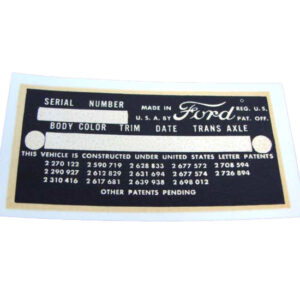 SERIAL NUMBER
MADE IN Ford REG. U.S.
U.S.A. BY PAT. OFF.
BODY COLOR TRIM DATE TRANS AXLE
THIS VEHICLE IS CONSTRUCTED UNDER UNITED STATES LETTER PATENTS
2 270 122 2 590 719 2 628 833 2 677 572 2 708 594
2 290 927 2 612 829 2 631 694 2 677 574 2 726 894
2 310 416 2 617 681 2 639 938 2 698 012
OTHER PATENTS PENDING